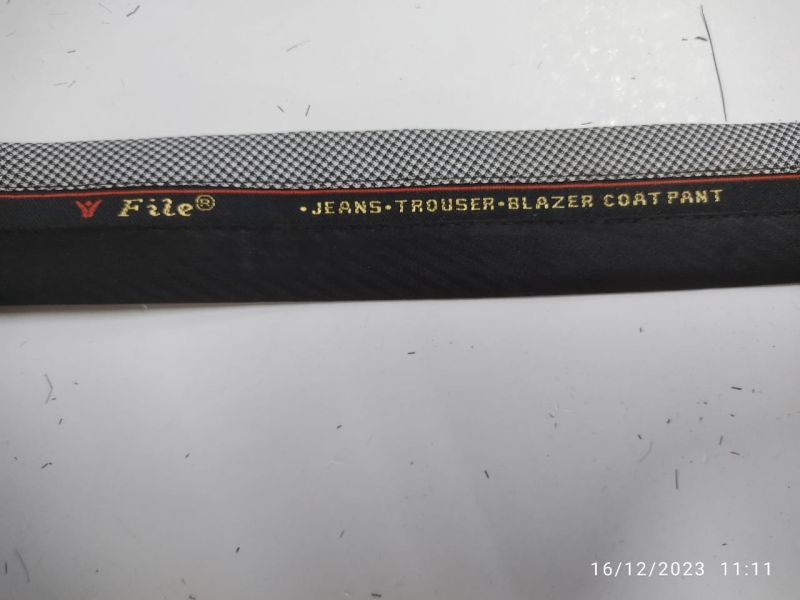 File®
•JEANS•TROUSER•BLAZER COAT PANT
16/12/2023 11:11